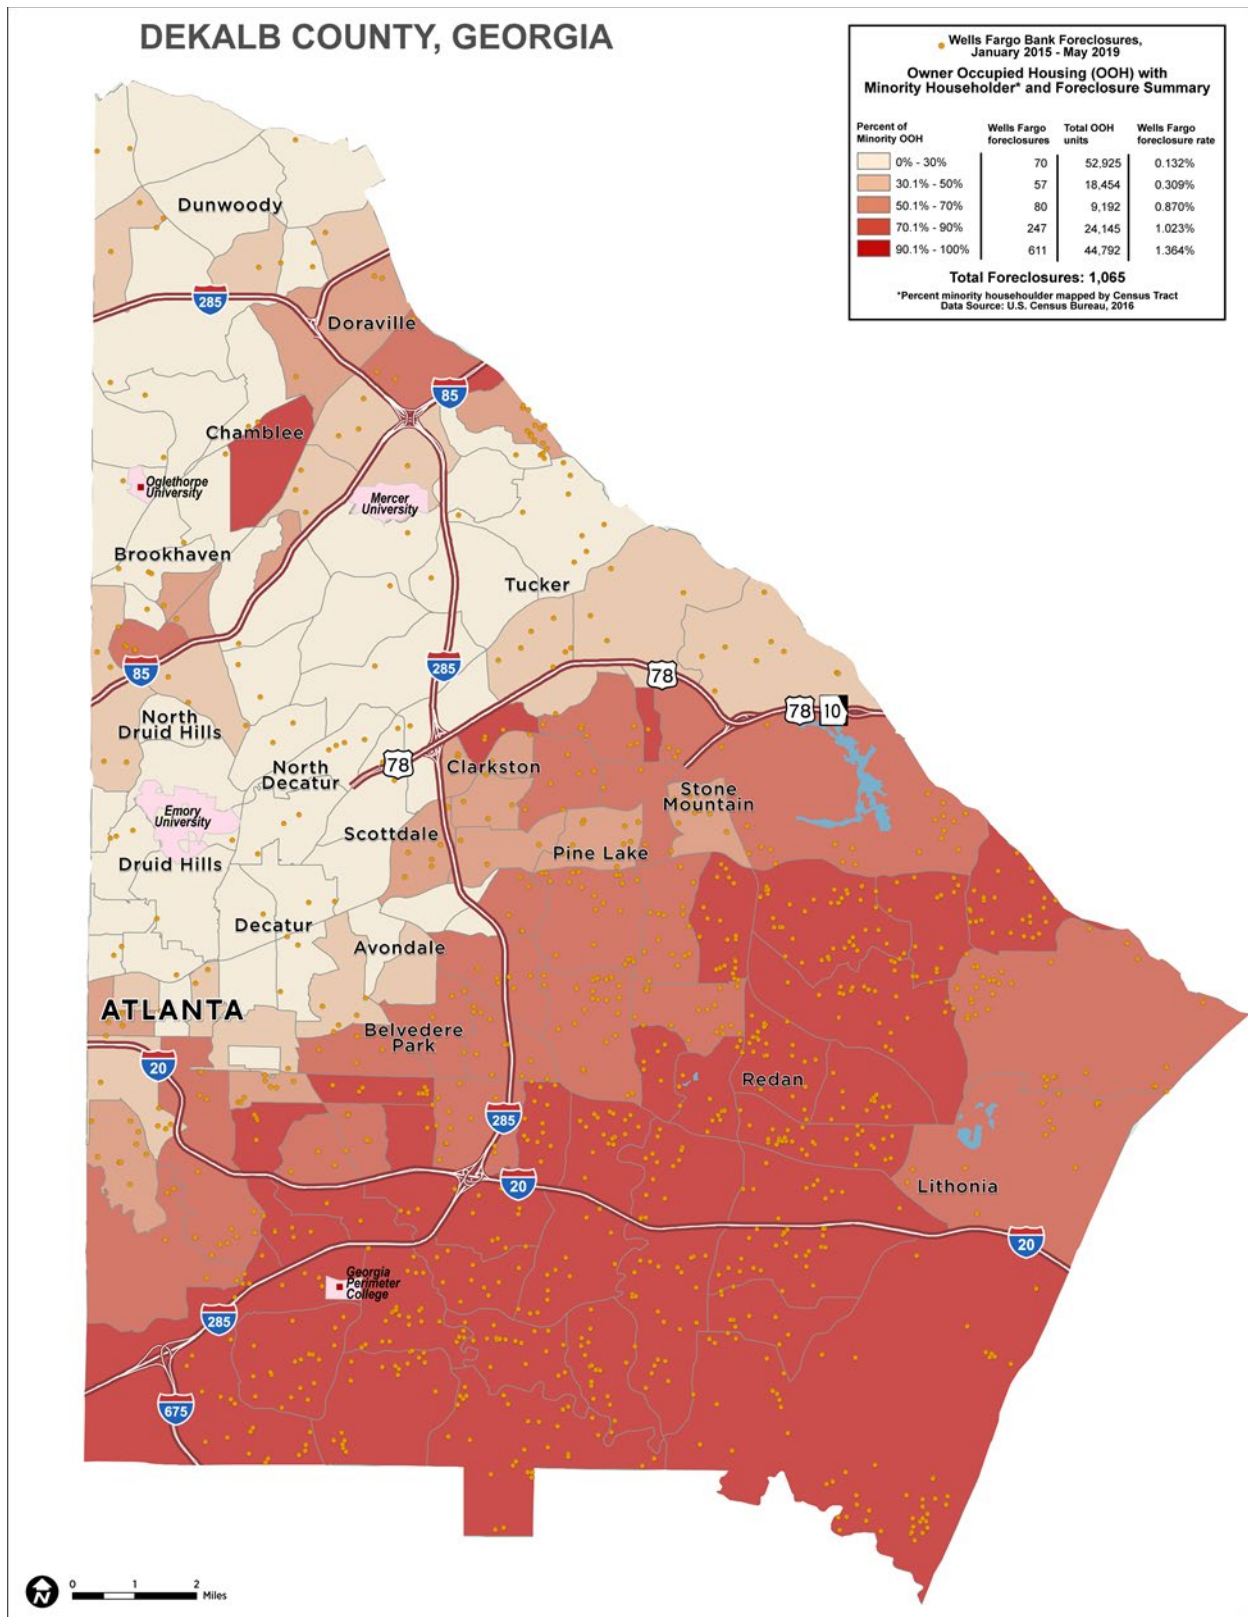 DEKALB COUNTY, GEORGIA
Wells Fargo Bank Foreclosures,
January 2015 - May 2019
Owner Occupied Housing (OOH) with
Minority Householder* and Foreclosure Summary
Percent of
Minority OOH
Wells Fargo
foreclosures
Total OOH
units
Wells Fargo
foreclosure rate
0% - 30% 70 52,925 0.132%
30.1% - 50% 57 18,454 0.309%
50.1% - 70% 80 9,192 0.870%
70.1% - 90% 247 24,145 1.023%
90.1% - 100% 611 44,792 1.364%
Total Foreclosures: 1,065
*Percent minority househoulder mapped by Census Tract
Data Source: U.S. Census Bureau, 2016
Dunwoody
285
Doraville
85
Chamblee
Oglethorpe
University
Mercer
University
Brookhaven
Tucker
85
285
78
78 10
North
Druid Hills
North
Decatur
78
Clarkston
Stone
Mountain
Emory
University
Scottdale
Pine Lake
Druid Hills
Decatur
Avondale
ATLANTA
Belvedere
Park
20
Redan
285
20
Lithonia
20
Georgia
Perimeter
College
285
675
N
0 1 2
Miles